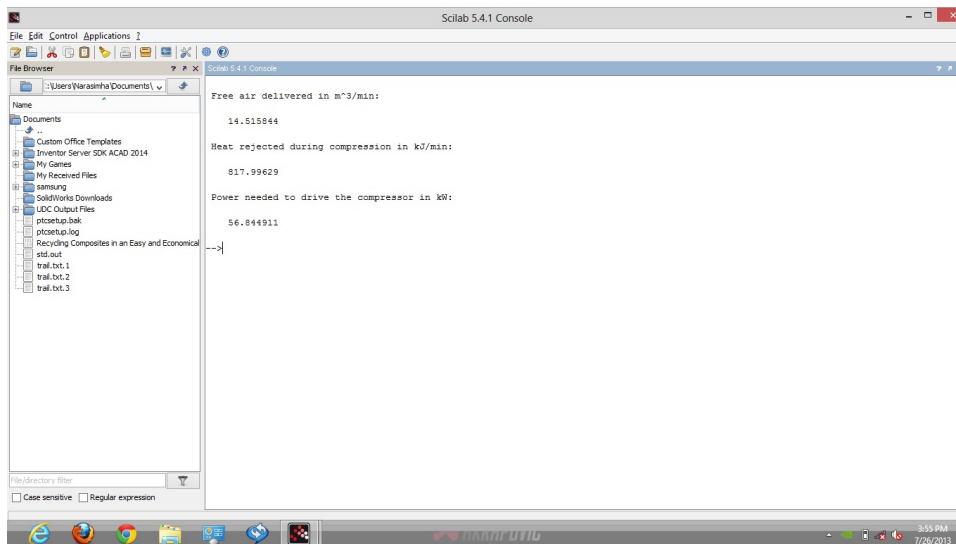 Scilab 5.4.1 Console
File Edit Control Applications ?
File Browser
Scilab 5.4.1 Console
:\Users\Narasimha\Documents\
Name
Documents
..
Custom Office Templates
Inventor Server SDK ACAD 2014
My Games
My Received Files
samsung
SolidWorks Downloads
UDC Output Files
ptcsetup.bak
ptcsetup.log
Recycling Composites in an Easy and Economical
std.out
trail.txt.1
trail.txt.2
trail.txt.3
Free air delivered in m^3/min:
14.515844
Heat rejected during compression in kJ/min:
817.99629
Power needed to drive the compressor in kW:
56.844911
-->
File/directory filter
Case sensitive Regular expression
3:55 PM
7/26/2013